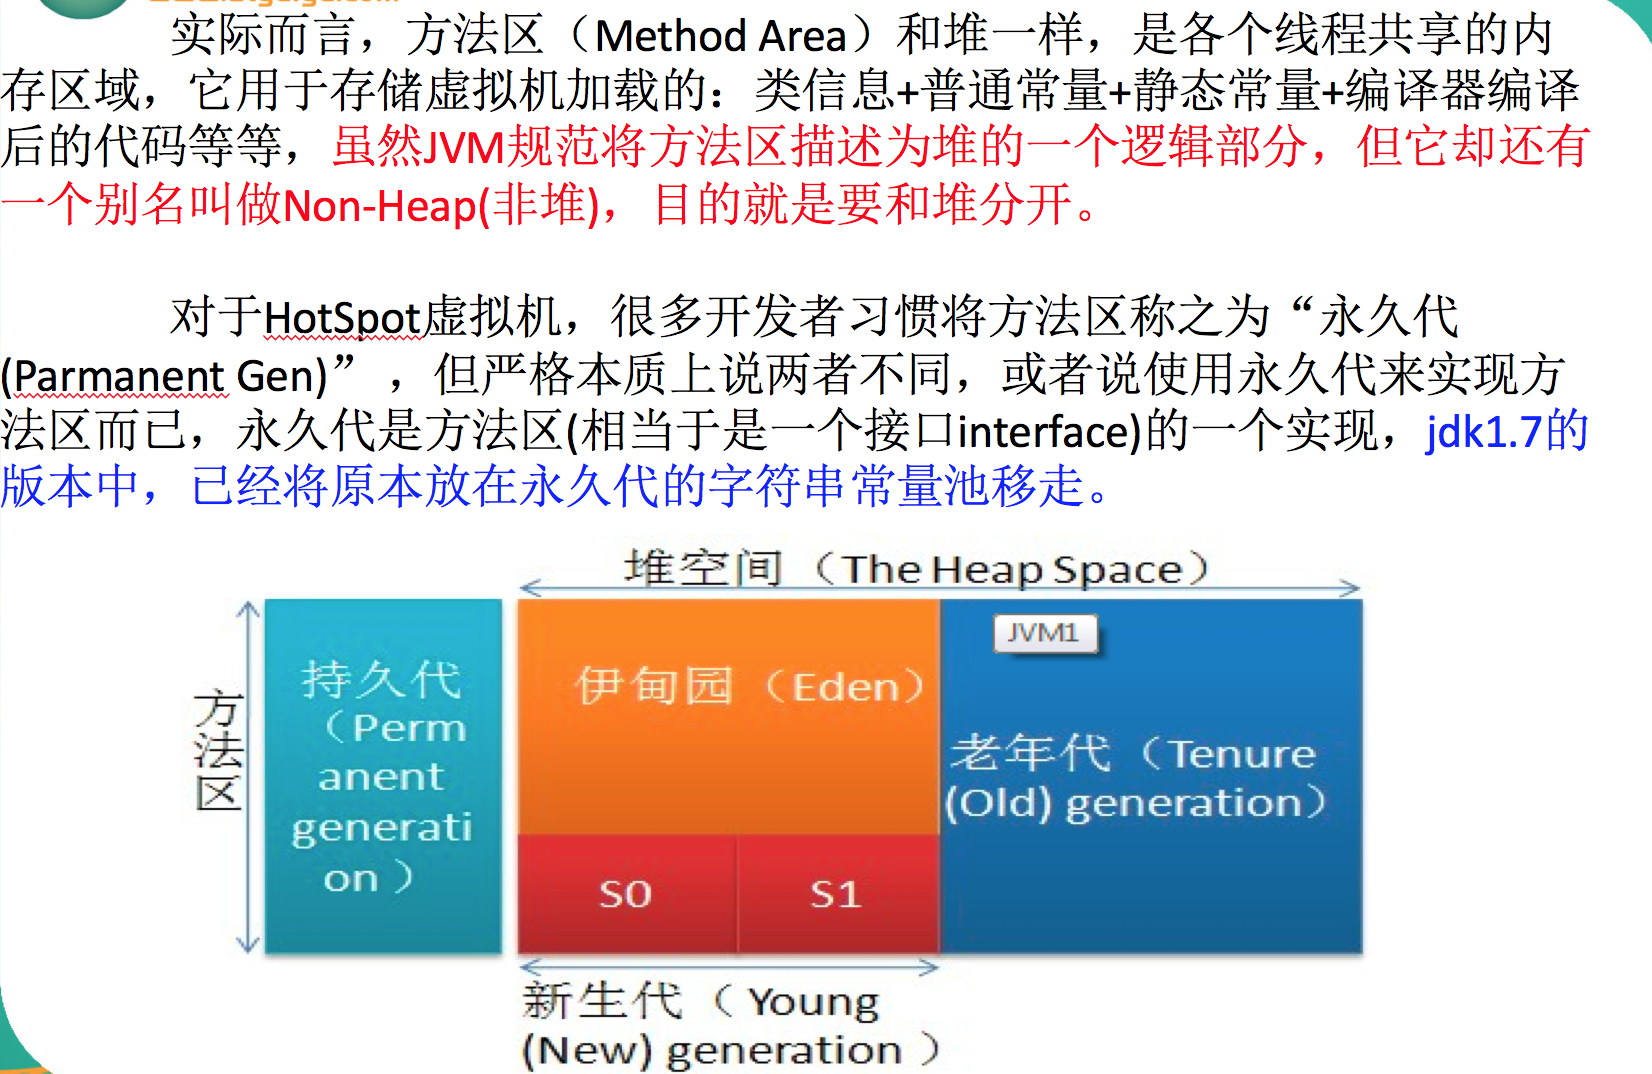 实际而言，方法区（Method Area）和堆一样，是各个线程共享的内
存区域，它用于存储虚拟机加载的：类信息+普通常量+静态常量+编译器编译
后的代码等等，虽然JVM规范将方法区描述为堆的一个逻辑部分，但它却还有
一个别名叫做Non-Heap(非堆)，目的就是要和堆分开。
对于HotSpot虚拟机，很多开发者习惯将方法区称之为“永久代
(Parmanent Gen)” ，但严格本质上说两者不同，或者说使用永久代来实现方
法区而已，永久代是方法区(相当于是一个接口interface)的一个实现，jdk1.7的
版本中，已经将原本放在永久代的字符串常量池移走。
堆空间（The Heap Space）
方法区
持久代
（Perm
anent
generati
on）
伊甸园（Eden）
S0
S1
JVM1
老年代（Tenure
(Old) generation）
新生代（ Young
(New) generation ）